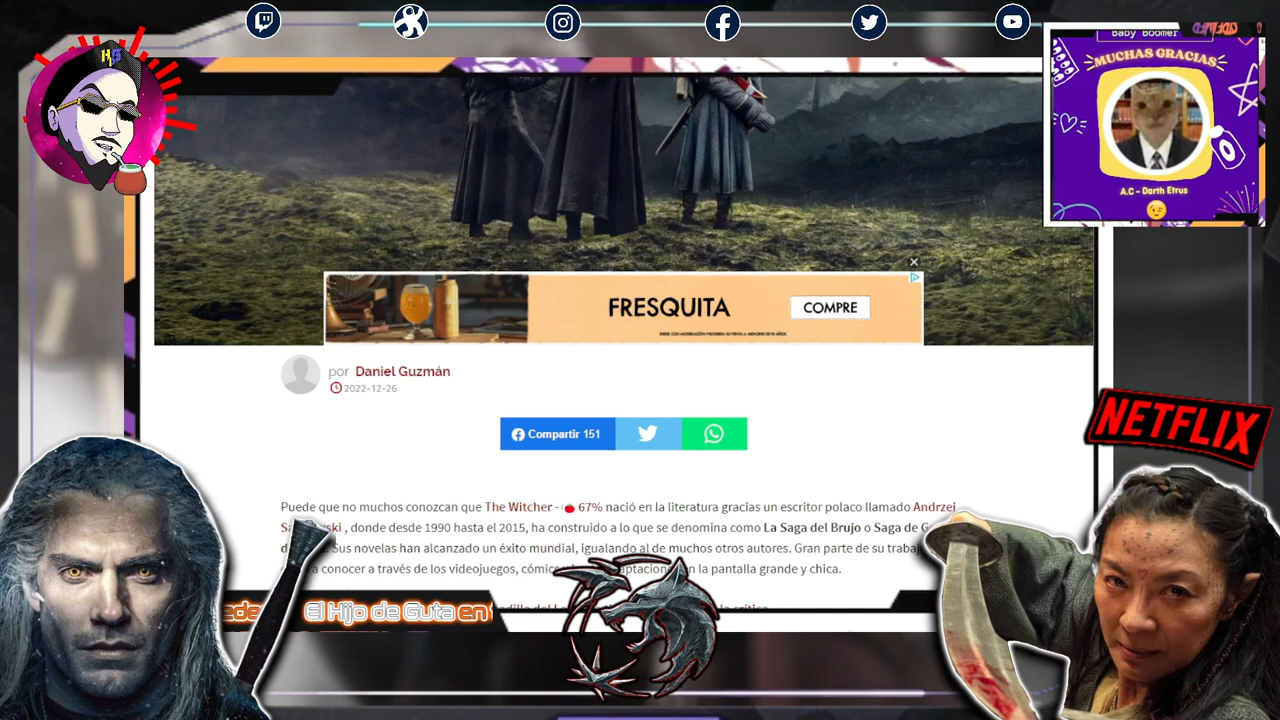 Baby Boomer
MUCHAS GRACIAS
A.C - Darth Etrus
KG
FRESQUITA
COMPRE
por Daniel Guzmán
2022-12-26
Compartir 151
NETFLIX
Puede que no muchos conozcan que The Witcher - 67% nació en la literatura gracias un escritor polaco llamado Andrzej
, donde desde 1990 hasta el 2015, ha construido a lo que se denomina como La Saga del Brujo o Saga de
Sus novelas han alcanzado un éxito mundial, igualando al de muchos otros autores. Gran parte de su
a conocer a través de los videojuegos, en la pantalla grande y chica.
El Hijo de Guta en